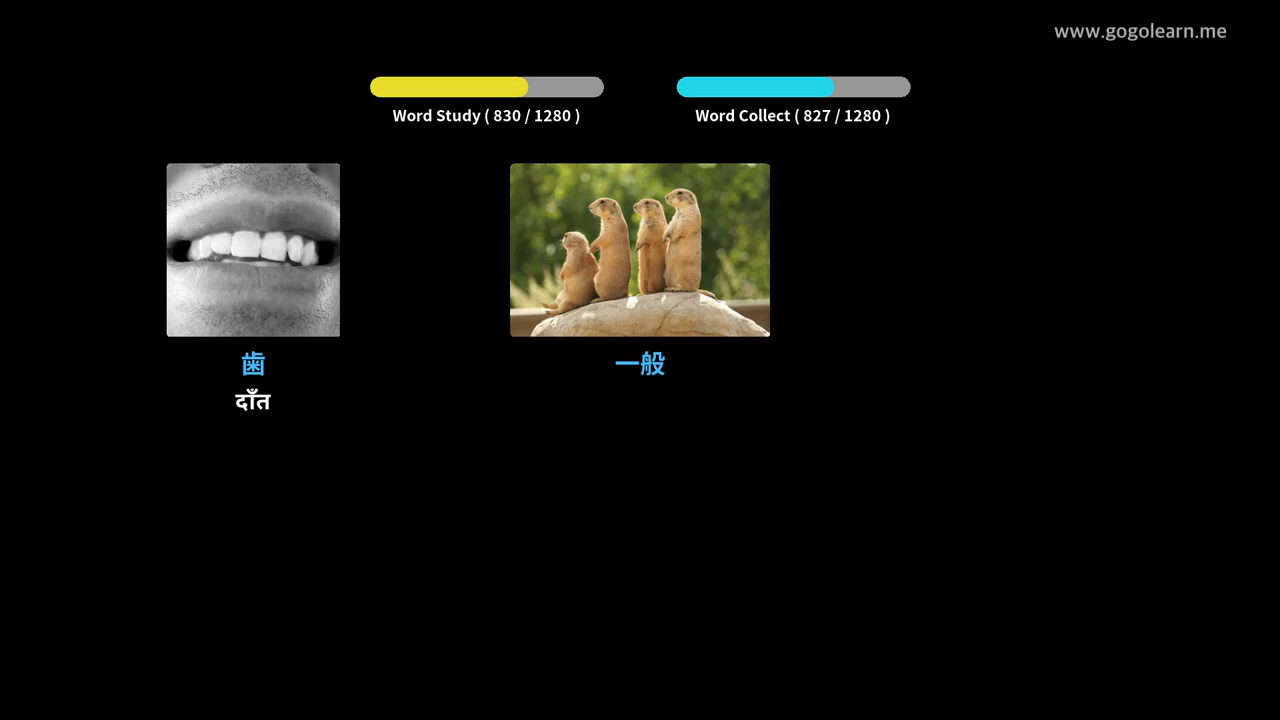 www.gogolearn.me
Word Study ( 830 / 1280 )
Word Collect ( 827 / 1280 )
歯
दाँत
一般